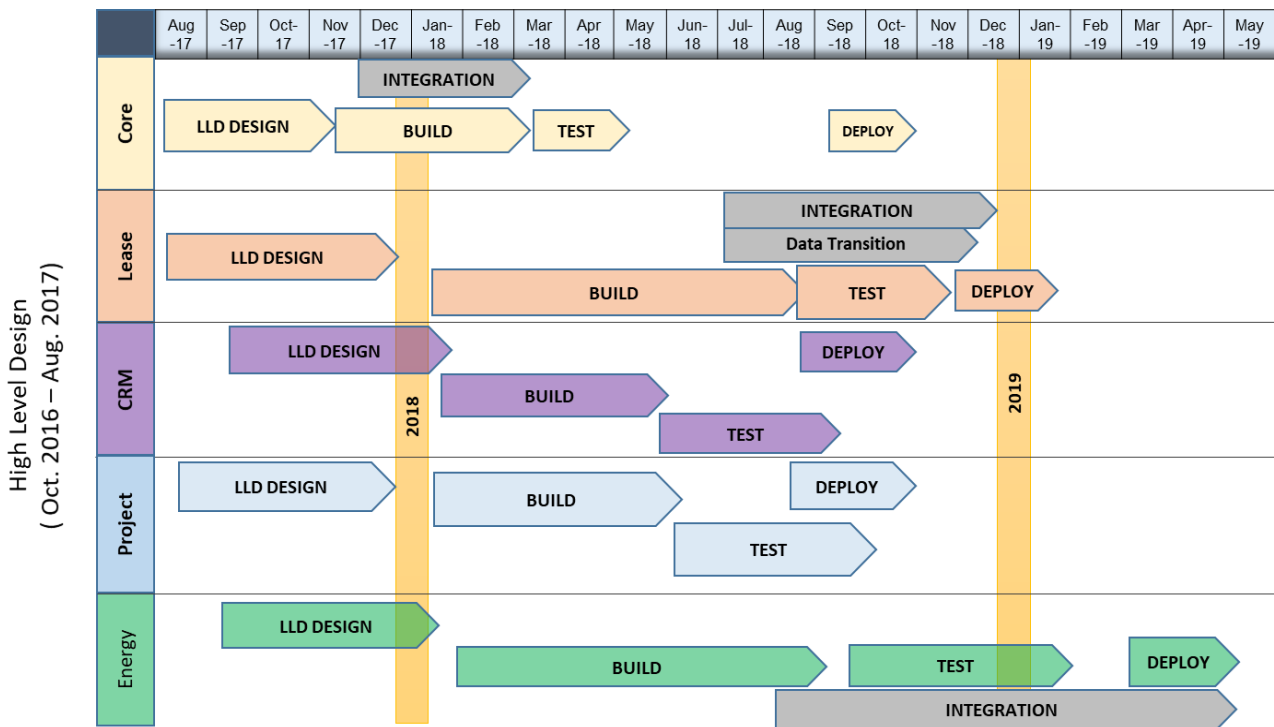 Aug -17 Sep -17 Oct- 17 Nov -17 Dec -17 Jan- 18 Feb -18 Mar -18 Apr -18 May -18 Jun- 18 Jul- 18 Aug -18 Sep -18 Oct- 18 Nov -18 Dec -18 Jan- 19 Feb -19 Mar -19 Apr- 19 May -19
High Level Design
( Oct. 2016 – Aug. 2017)
Core
INTEGRATION
LLD DESIGN
BUILD
TEST
DEPLOY
Lease
INTEGRATION
Data Transition
LLD DESIGN
BUILD
TEST
DEPLOY
CRM
LLD DESIGN
DEPLOY
BUILD
TEST
2018
2019
Project
LLD DESIGN
DEPLOY
BUILD
TEST
Energy
LLD DESIGN
BUILD
TEST
DEPLOY
INTEGRATION